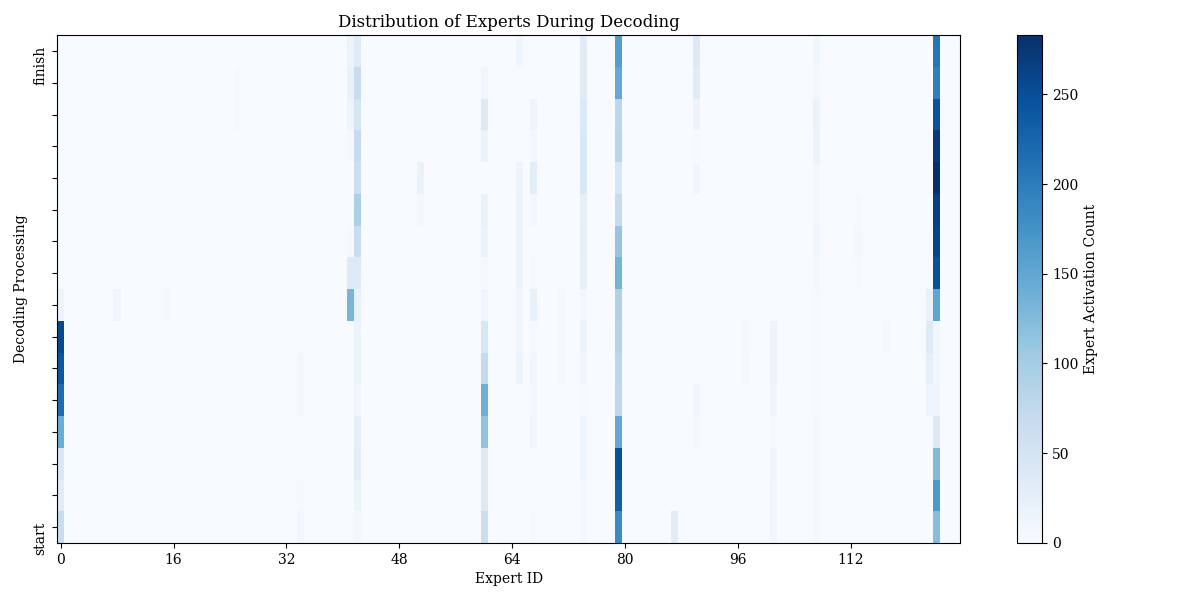 Distribution of Experts During Decoding
finish
Decoding Processing
start
0 16 32 48 64 80 96 112
Expert ID
250
200
150
100
50
0
Expert Activation Count